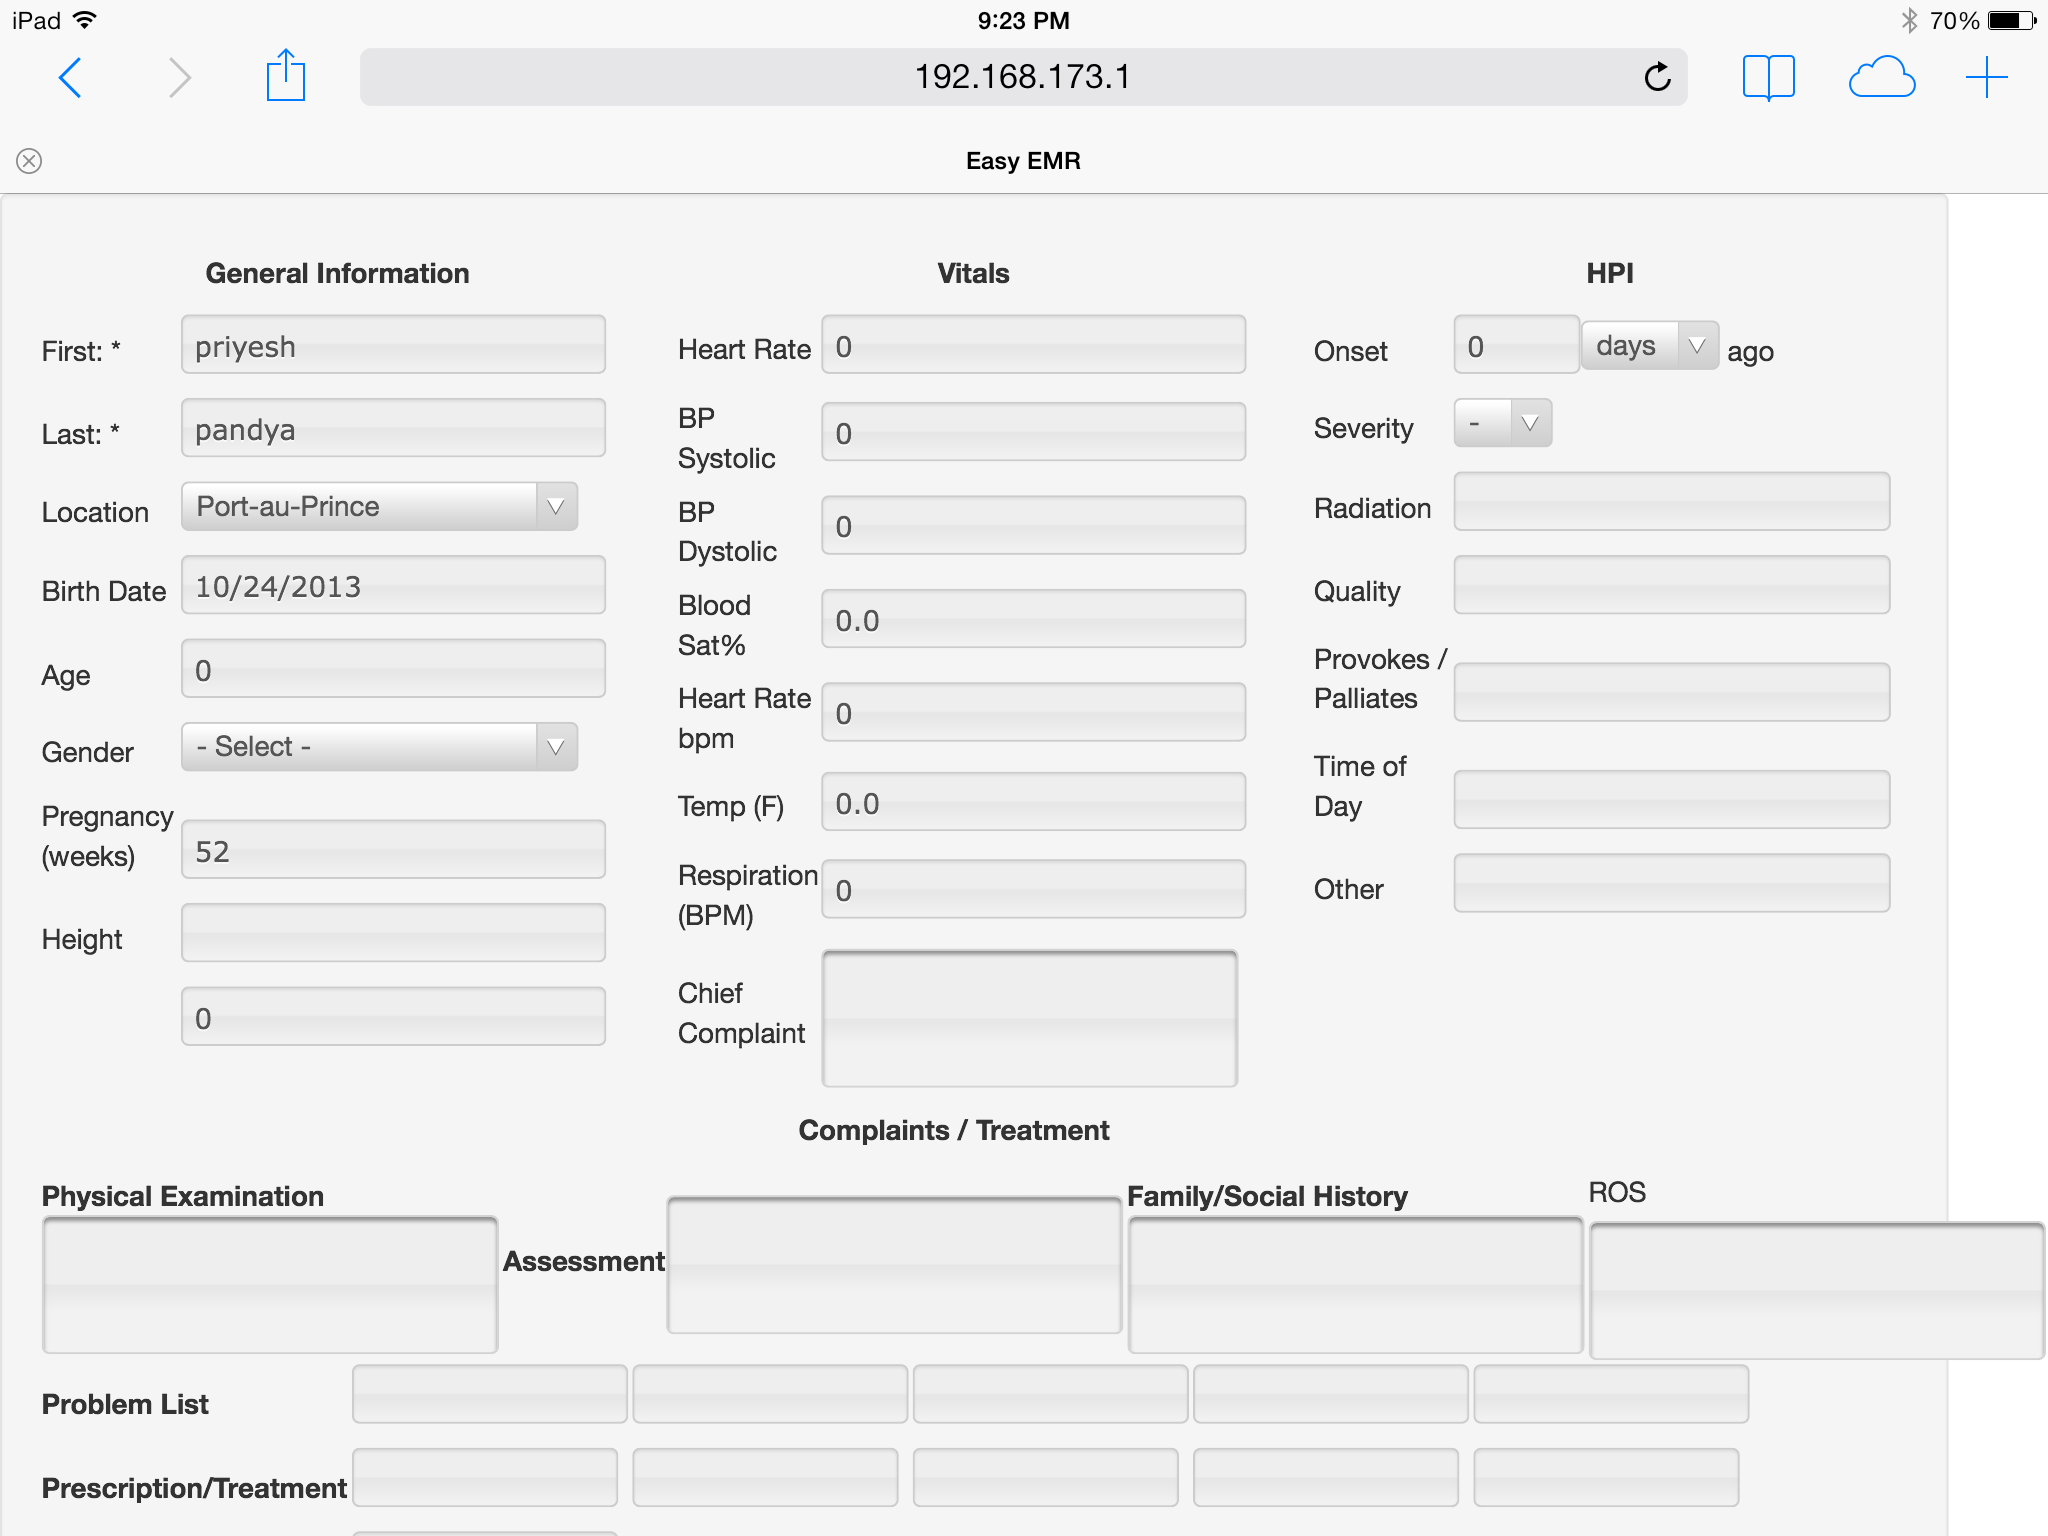 iPad 9:23 PM 70%
192.168.173.1
Easy EMR
General Information
First: * priyesh
Last: * pandya
Location Port-au-Prince
Birth Date 10/24/2013
Age 0
Gender - Select -
Pregnancy
(weeks) 52
Height
0
Vitals
Heart Rate 0
BP
Systolic 0
BP
Dystolic 0
Blood
Sat% 0.0
Heart Rate
bpm 0
Temp (F) 0.0
Respiration
(BPM) 0
Chief
Complaint
HPI
Onset 0 days ago
Severity -
Radiation
Quality
Provokes /
Palliates
Time of
Day
Other
Complaints / Treatment
Physical Examination
Assessment
Family/Social History
ROS
Problem List
Prescription/Treatment